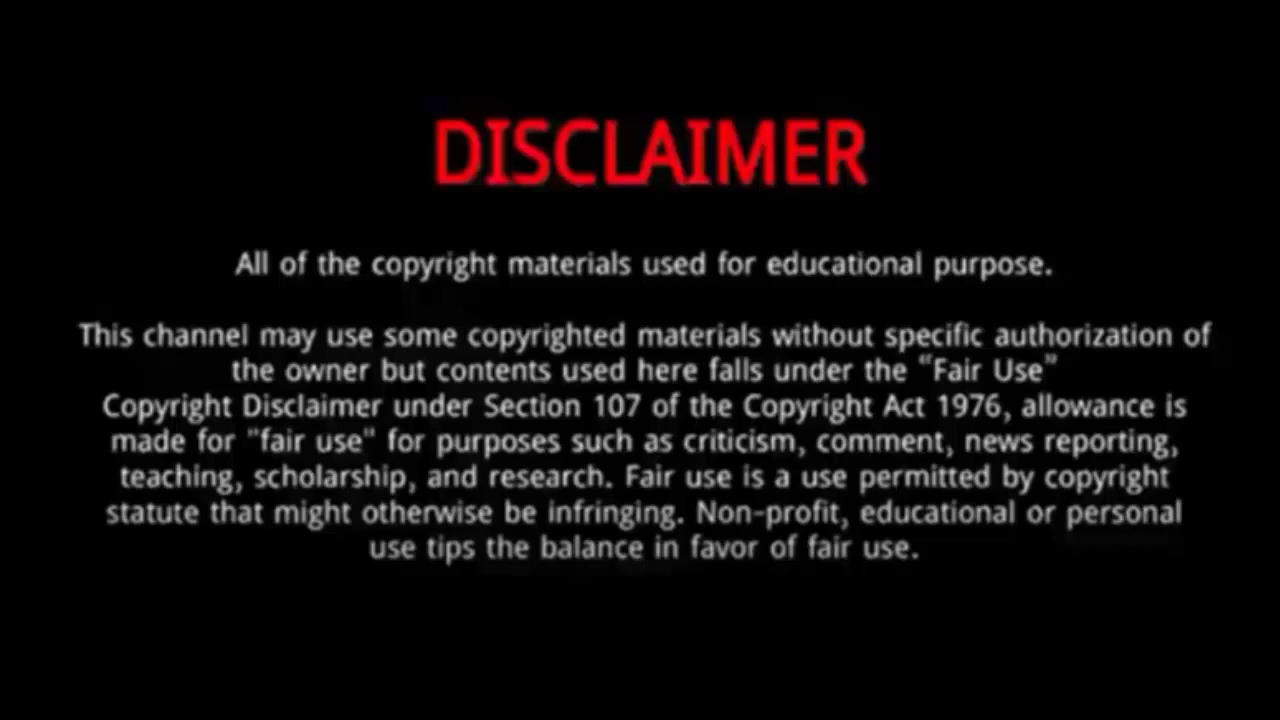 DISCLAIMER
All of the copyright materials used for educational purpose.
This channel may use some copyrighted materials without specific authorization of
the owner but contents used here falls under the “Fair Use”
Copyright Disclaimer under Section 107 of the Copyright Act 1976, allowance is
made for "fair use" for purposes such as criticism, comment, news reporting,
teaching, scholarship, and research. Fair use is a use permitted by copyright
statute that might otherwise be infringing. Non-profit, educational or personal
use tips the balance in favor of fair use.